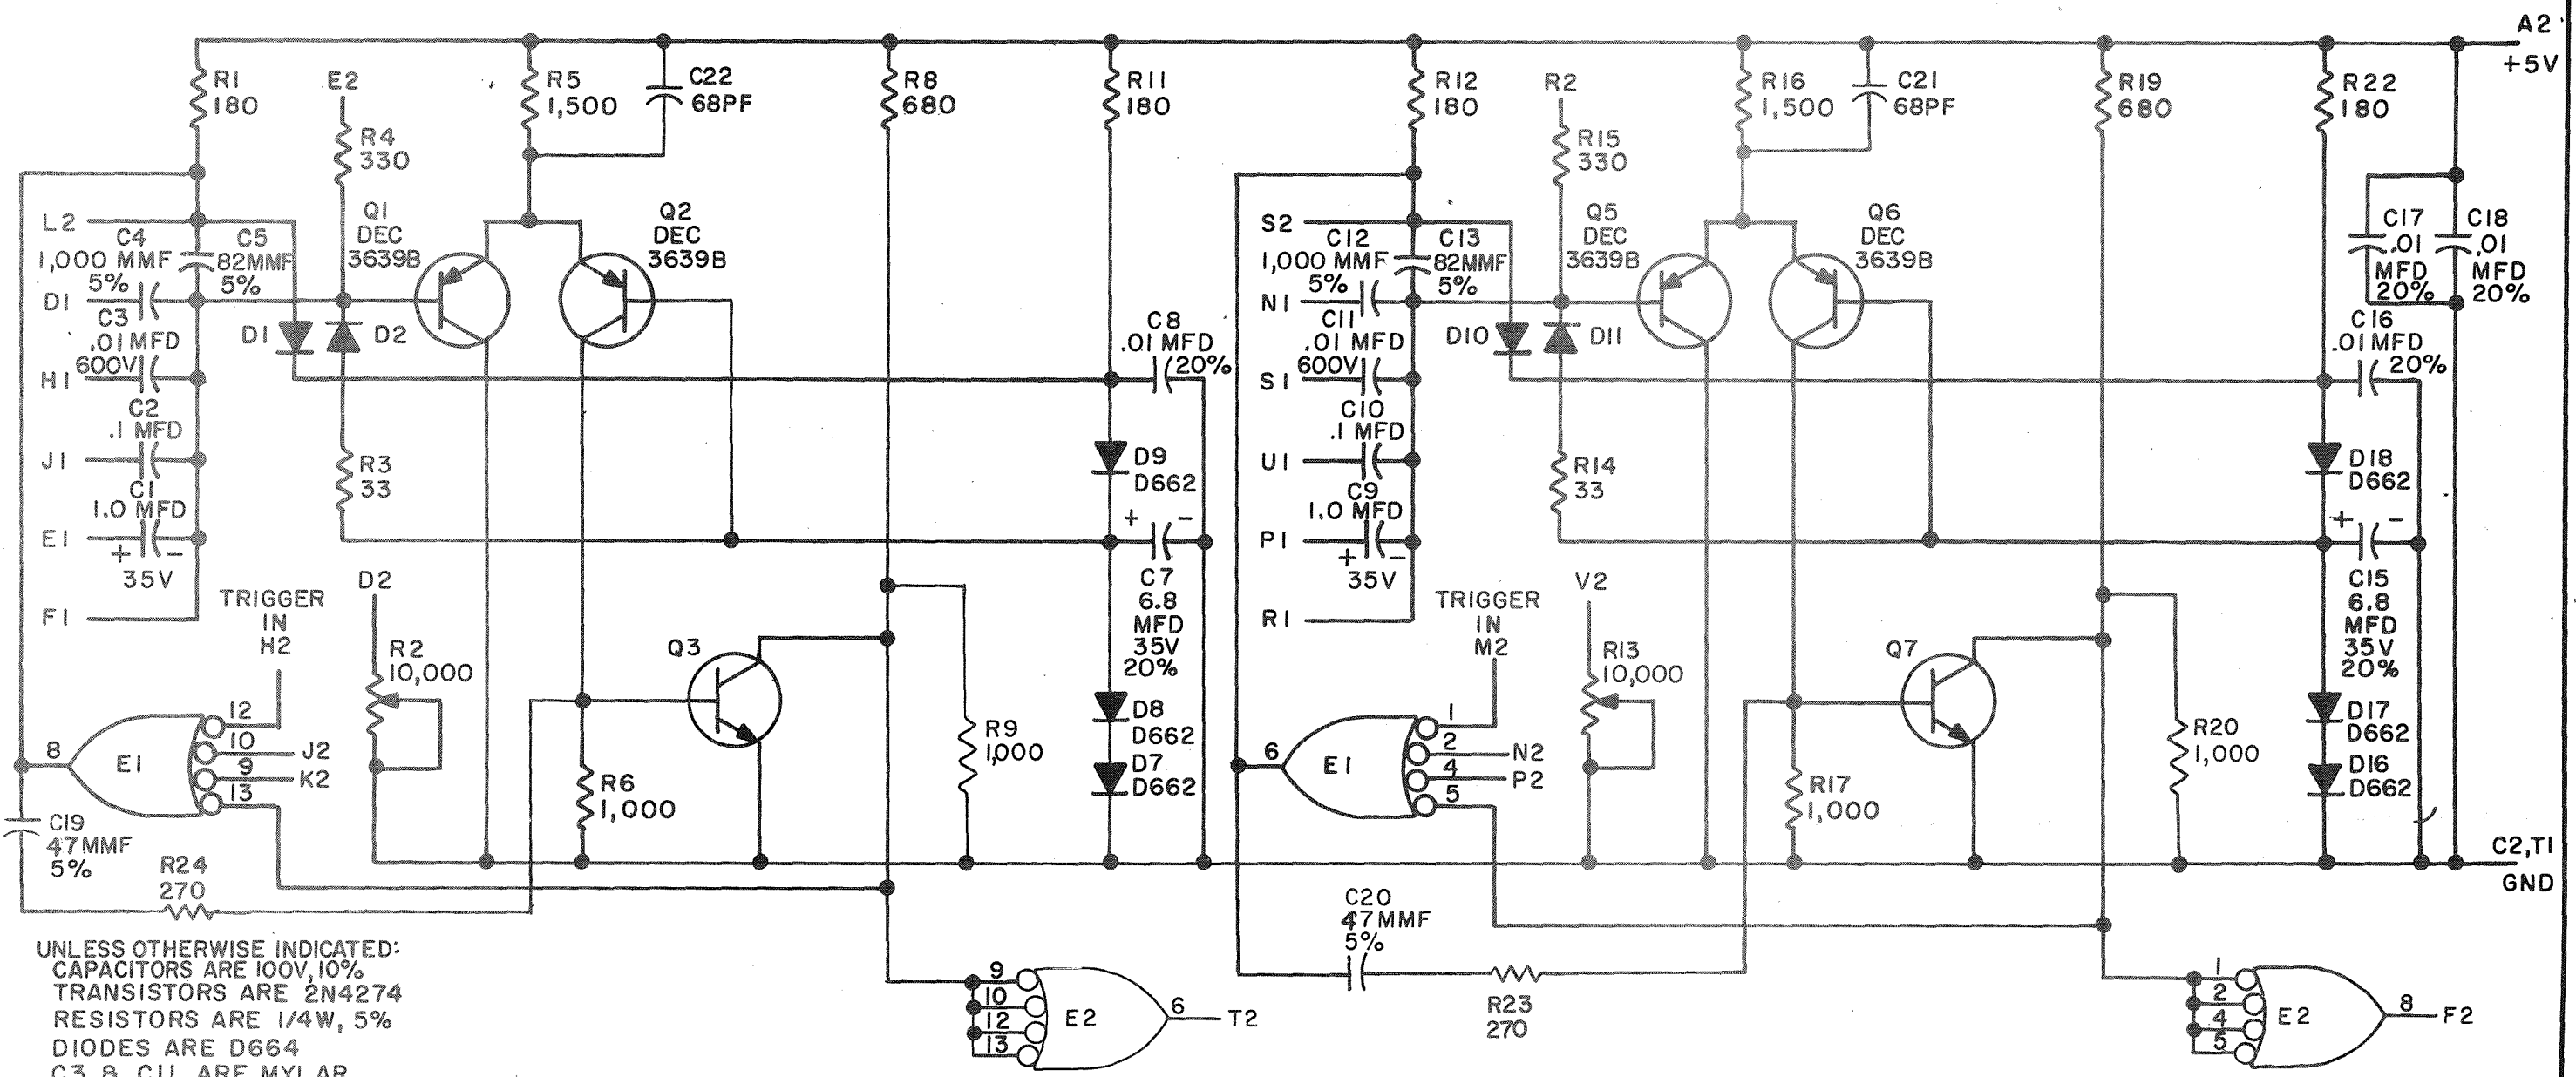 A2
+5V
R1
180
E2
R4
330
R5
1,500
C22
68PF
R8
680
R11
180
R12
180
R2
R15
330
R16
1,500
C21
68PF
R19
680
R22
180
L2
C4
1,000 MMF
5%
C5
82MMF
5%
Q1
DEC
3639B
Q2
DEC
3639B
D1
C3
.01 MFD
600V
H1
D1
D2
C8
.01 MFD
20%
C2
.1 MFD
J1
C1
1.0 MFD
E1
+ -
35V
F1
R3
33
D9
D662
+ -
C7
6.8
MFD
35V
20%
S2
C12
1,000 MMF
5%
C13
82MMF
5%
Q5
DEC
3639B
Q6
DEC
3639B
C17
.01
MFD
20%
C18
.01
MFD
20%
N1
C11
.01 MFD
600V
S1
D10
D11
C16
.01 MFD
20%
C10
.1 MFD
U1
C9
1.0 MFD
P1
+ -
35V
R1
R14
33
D18
D662
+ -
C15
6.8
MFD
35V
20%
TRIGGER
IN
H2
D2
R2
10,000
Q3
R9
1,000
D8
D662
D7
D662
TRIGGER
IN
M2
V2
R13
10,000
Q7
R20
1,000
D17
D662
D16
D662
8
E1
12
10
J2
9
K2
13
R6
1,000
6
E1
1
2
N2
4
P2
5
R17
1,000
C19
47MMF
5%
R24
270
C2,T1
GND
C20
47MMF
5%
R23
270
UNLESS OTHERWISE INDICATED:
CAPACITORS ARE 100V, 10%
TRANSISTORS ARE 2N4274
RESISTORS ARE 1/4W, 5%
DIODES ARE D664
C3 & C11 ARE MYLAR
9
10
12
13
E2
6
T2
1
2
4
5
E2
8
F2